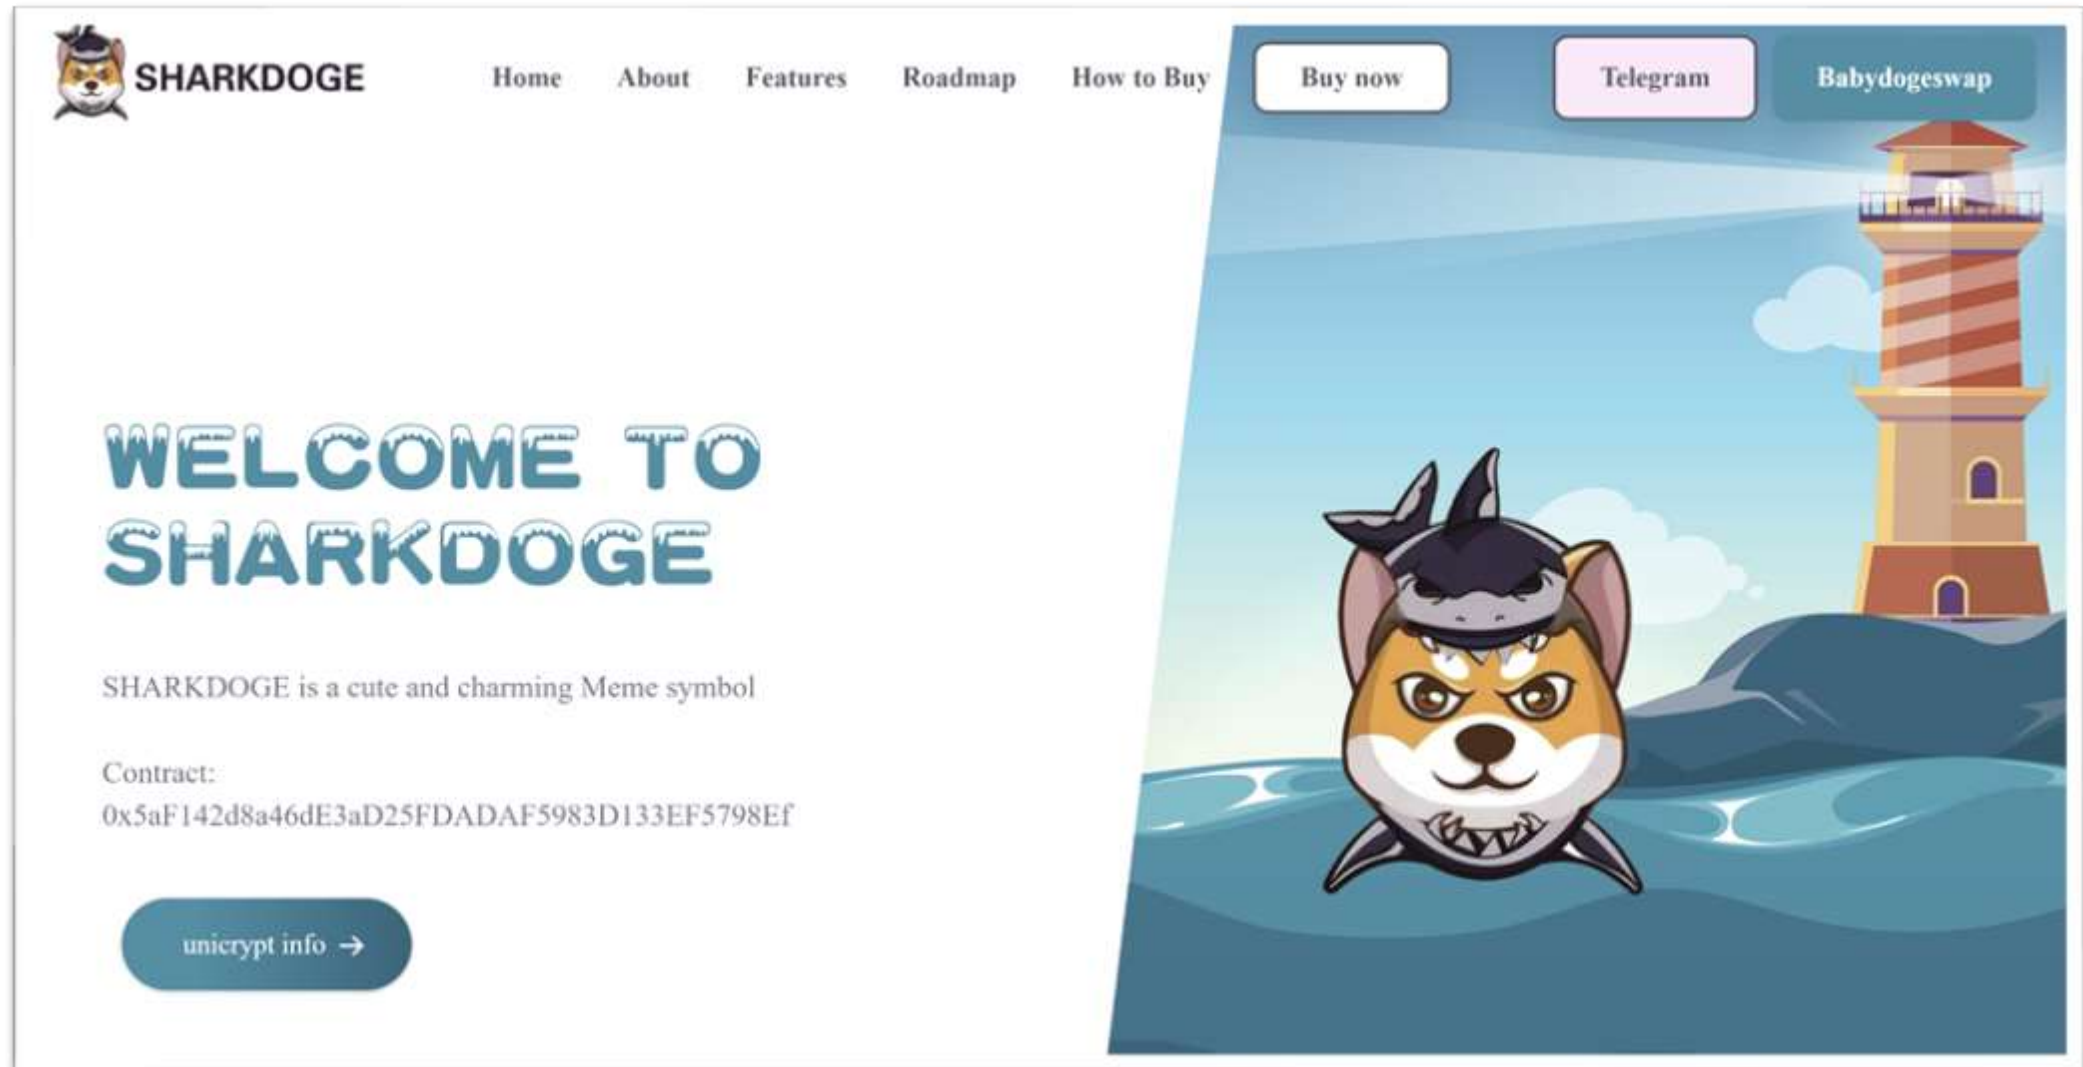 SHARKDOGE
Home
About
Features
Roadmap
How to Buy
Buy now
Telegram
Babydogeswap
WELCOME TO
SHARKDOGE
SHARKDOGE is a cute and charming Meme symbol
Contract:
0x5aF142d8a46dE3aD25FDADAF5983D133EF5798Ef
unicrypt info →